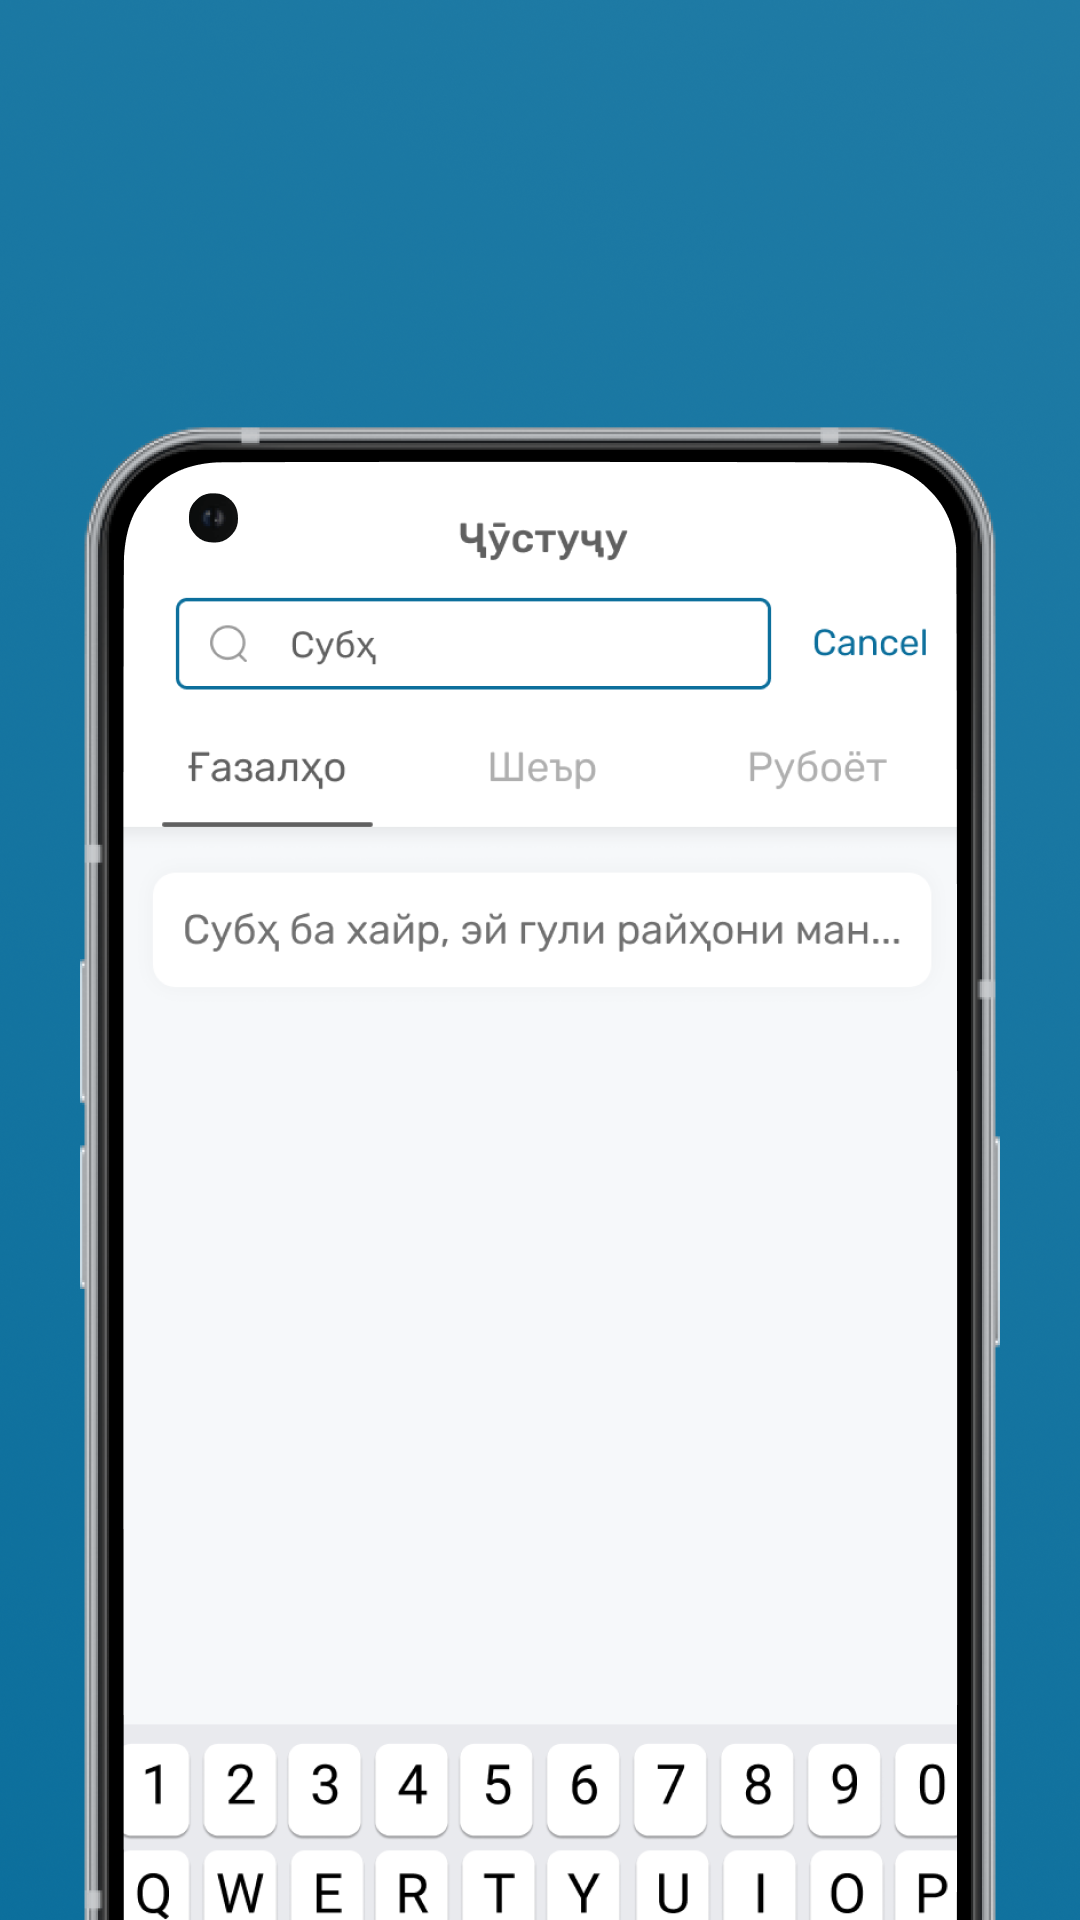 Ҷӯстуҷу
Субҳ
Cancel
Ғазалҳо Шеър Рубоёт
Субҳ ба хайр, эй гули райҳони ман...
1 2 3 4 5 6 7 8 9 0
Q W E R T Y U I O P